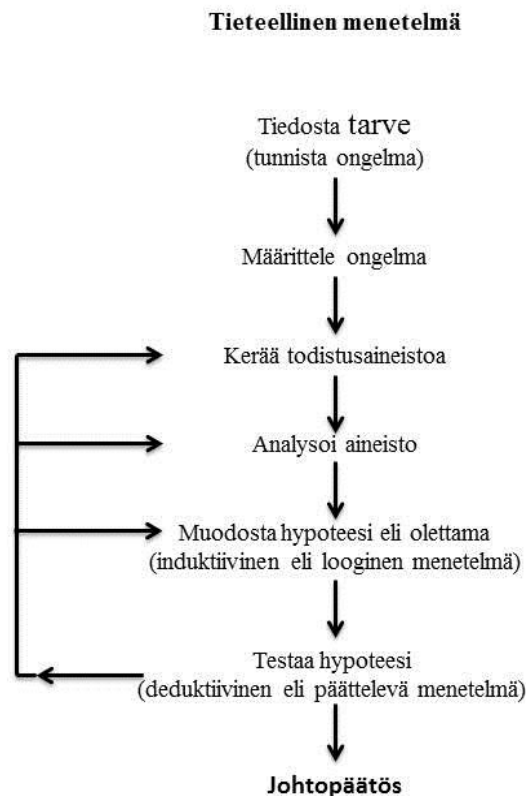 Tieteellinen menetelmä
Tiedosta tarve
(tunnista ongelma)
Määrittele ongelma
Kerää todistusaineistoa
Analysoi aineisto
Muodosta hypoteesi eli olettama
(induktiivinen eli looginen menetelmä)
Testaa hypoteesi
(deduktiivinen eli päättelevä menetelmä)
Johtopäätös